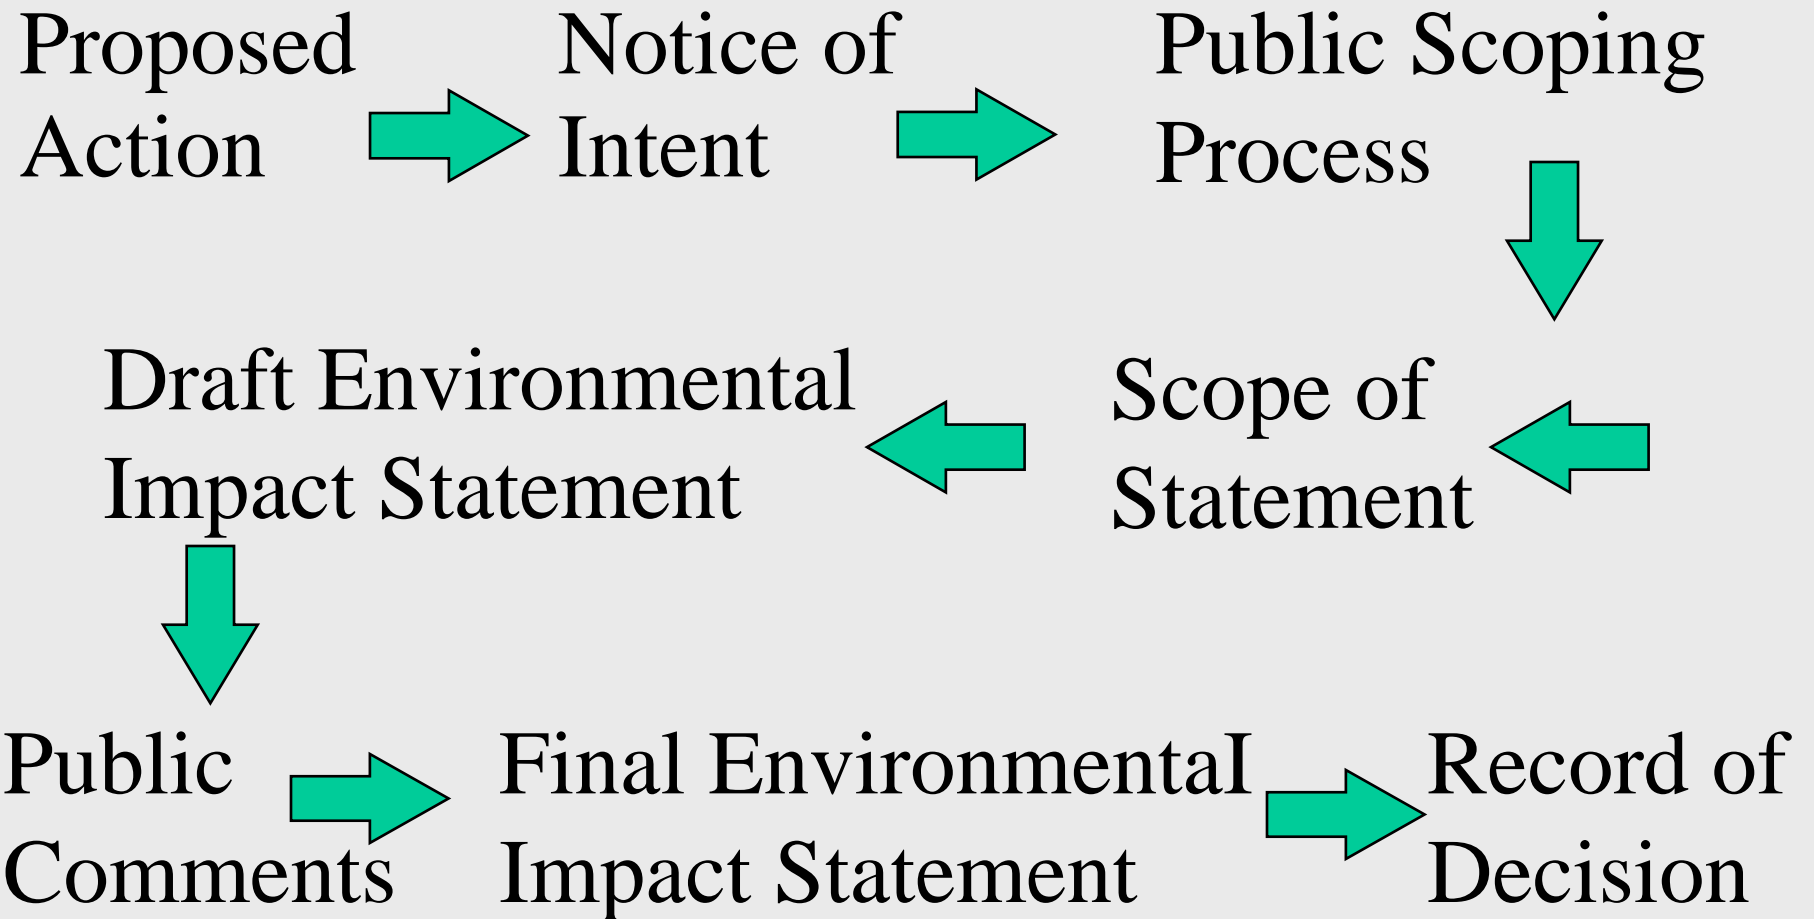 Proposed
Action
Notice of
Intent
Public Scoping
Process
Scope of
Statement
Draft Environmental
Impact Statement
Public
Comments
Final EnvironmentaI
Impact Statement
Record of
Decision